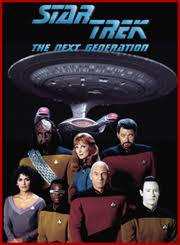 STAR TREK
THE NEXT GENERATION